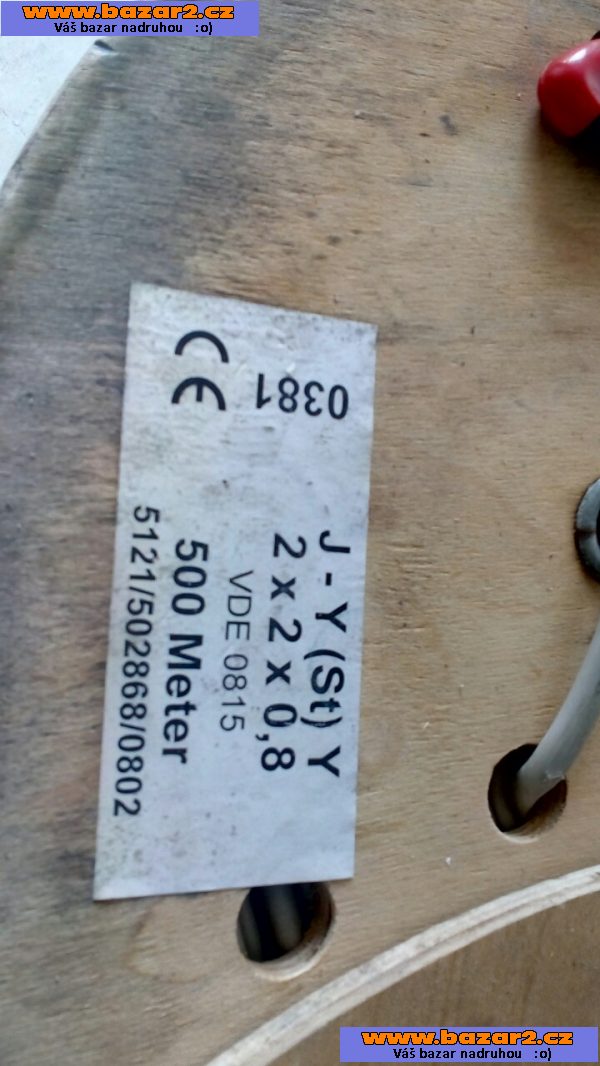 www.bazar2.cz
Váš bazar nadruhou :o)
CE
0381
J - Y (St) Y
2 x 2 x 0,8
VDE 0815
500 Meter
5121/502868/0802
www.bazar2.cz
Váš bazar nadruhou :o)